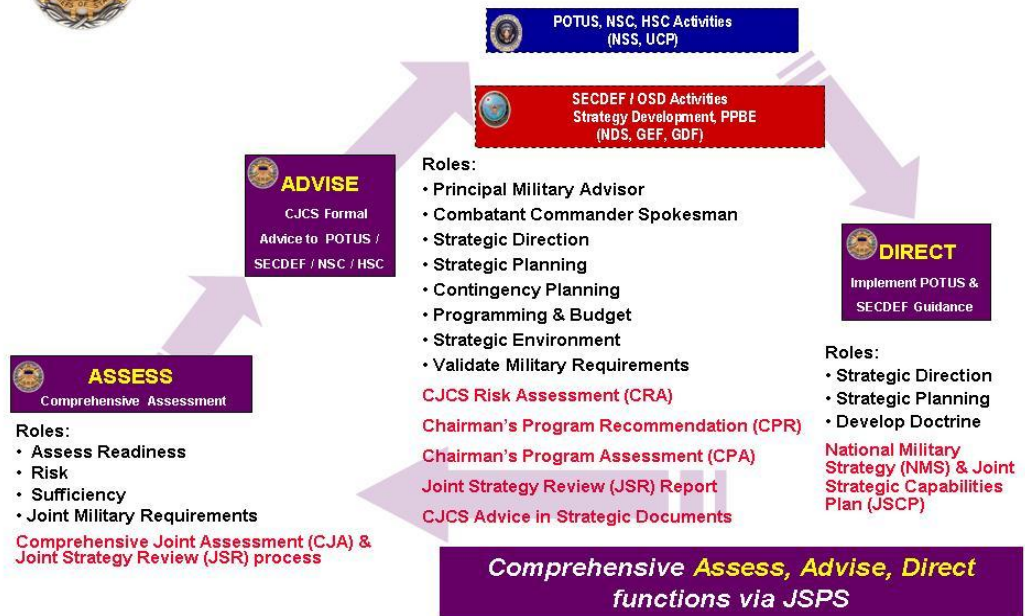 POTUS, NSC, HSC Activities
(NSS, UCP)
SECDEF / OSD Activities
Strategy Development, PPBE
(NDS, GEF, GDF)
ADVISE
CJCS Formal
Advice to POTUS /
SECDEF / NSC / HSC
Roles:
• Principal Military Advisor
• Combatant Commander Spokesman
• Strategic Direction
• Strategic Planning
• Contingency Planning
• Programming & Budget
• Strategic Environment
• Validate Military Requirements
CJCS Risk Assessment (CRA)
Chairman's Program Recommendation (CPR)
Chairman's Program Assessment (CPA)
Joint Strategy Review (JSR) Report
CJCS Advice in Strategic Documents
DIRECT
Implement POTUS &
SECDEF Guidance
Roles:
• Strategic Direction
• Strategic Planning
• Develop Doctrine
National Military
Strategy (NMS) & Joint
Strategic Capabilities
Plan (JSCP)
ASSESS
Comprehensive Assessment
Roles:
• Assess Readiness
• Risk
• Sufficiency
• Joint Military Requirements
Comprehensive Joint Assessment (CJA) &
Joint Strategy Review (JSR) process
Comprehensive Assess, Advise, Direct
functions via JSPS